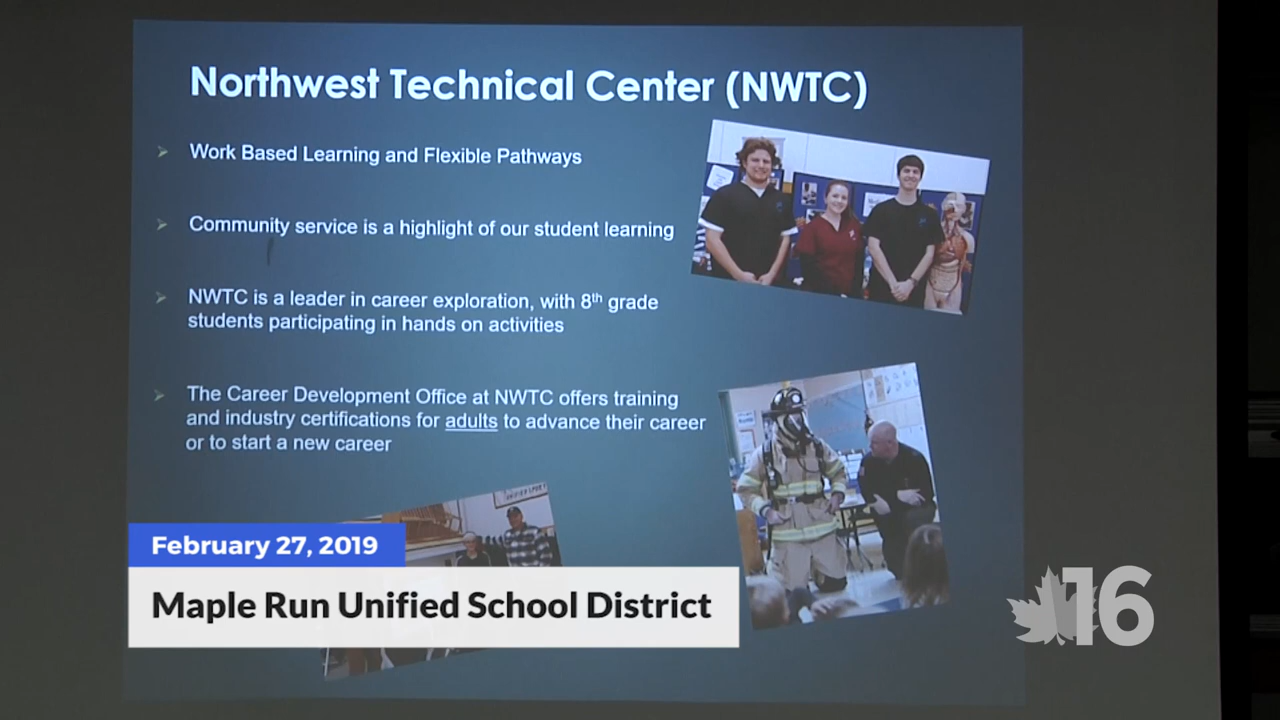 Northwest Technical Center (NWTC)
Work Based Learning and Flexible Pathways
Community service is a highlight of our student learning
NWTC is a leader in career exploration, with 8th grade
students participating in hands on activities
The Career Development Office at NWTC offers training
and industry certifications for adults to advance their career
or to start a new career
February 27, 2019
Maple Run Unified School District
16